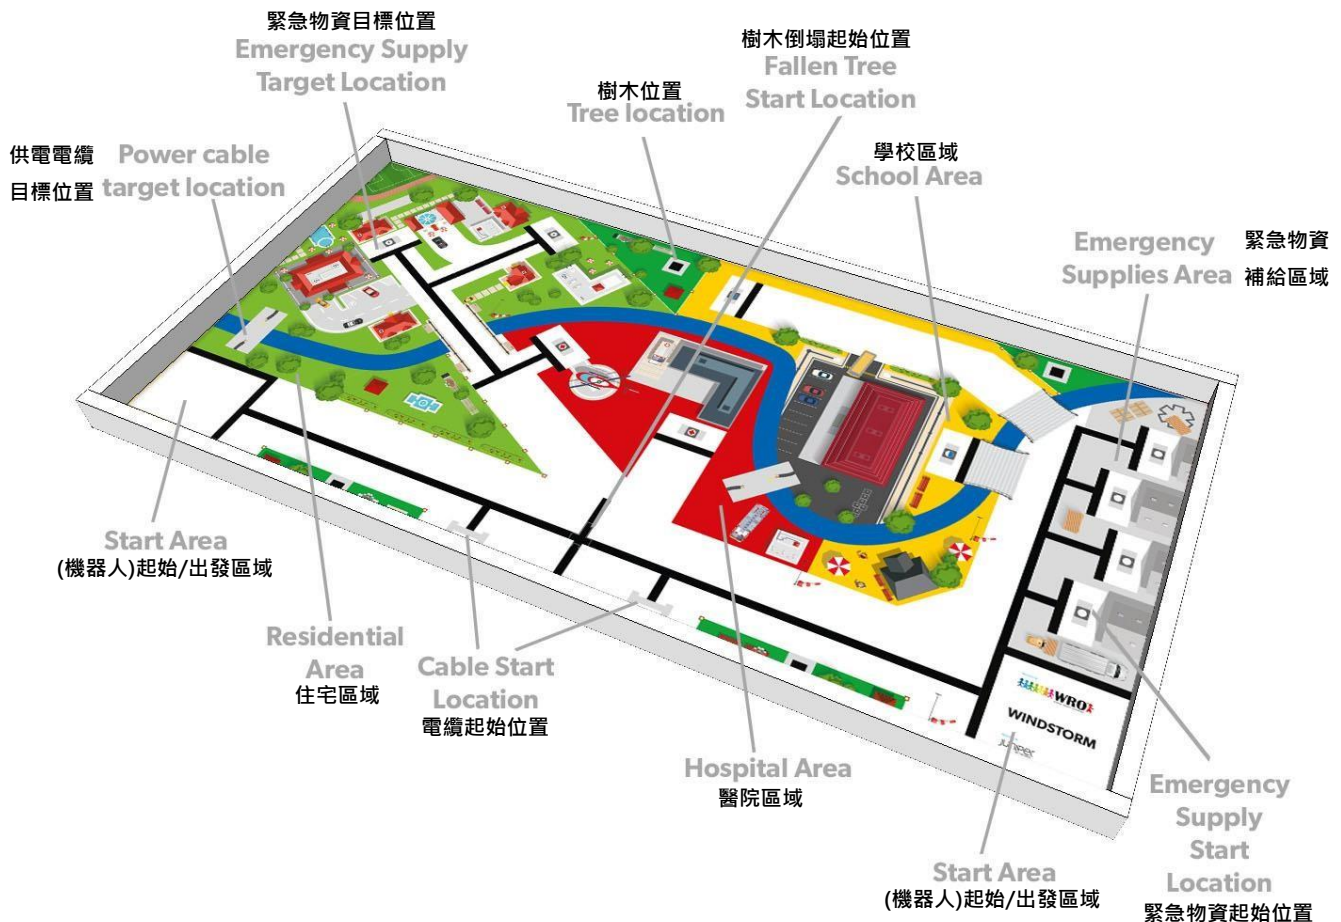 緊急物資目標位置
Emergency Supply
Target Location
樹木倒塌起始位置
Fallen Tree
Start Location
樹木位置
Tree location
供電電纜
目標位置
Power cable
target location
學校區域
School Area
Emergency
Supplies Area
緊急物資
補給區域
Start Area
(機器人)起始/出發區域
Residential
Area
住宅區域
Cable Start
Location
電纜起始位置
Hospital Area
醫院區域
WRO
WINDSTORM
Start Area
(機器人)起始/出發區域
Emergency
Supply
Start
Location
緊急物資起始位置